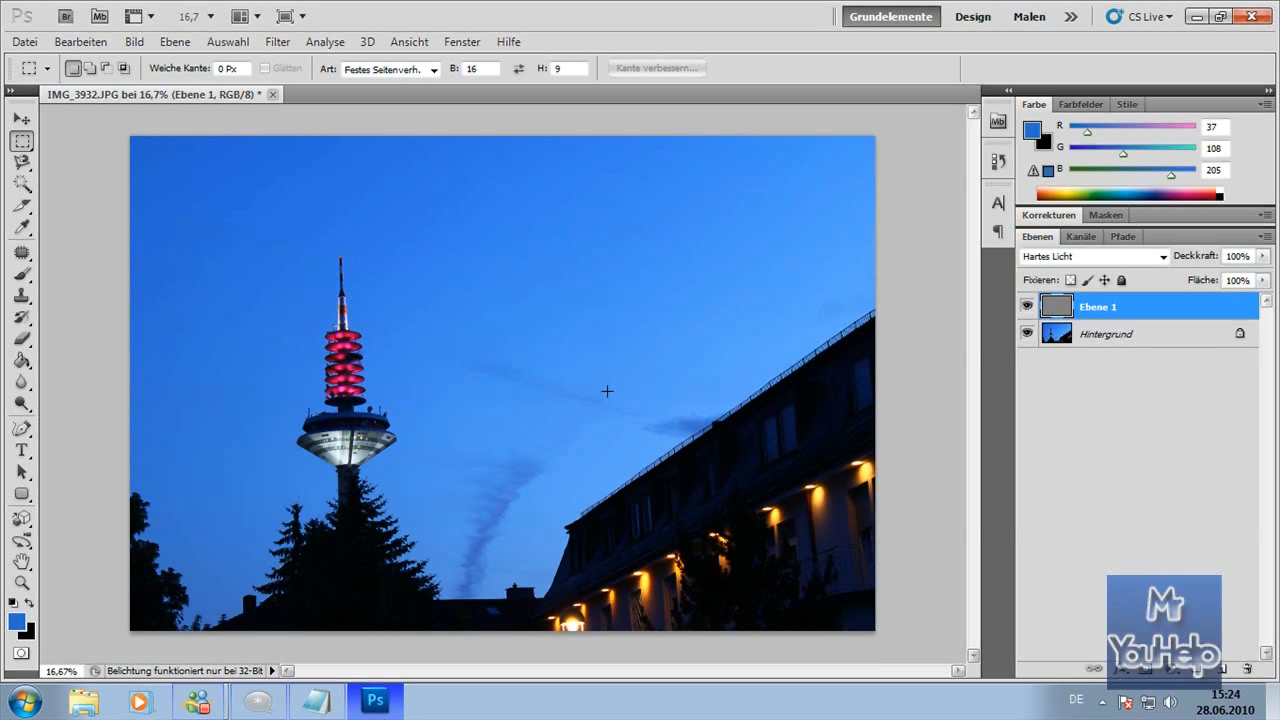 Ps Br Mb 16,7 Grundelemente Design Malen CS Live
Datei Bearbeiten Bild Ebene Auswahl Filter Analyse 3D Ansicht Fenster Hilfe
Weiche Kante: 0 Px Glätten Art: Festes Seitenverh. B: 16 H: 9 Kante verbessern...
IMG_3932.JPG bei 16,7% (Ebene 1, RGB/8) *
Farbe Farbfelder Stile
Mb
R 37
G 108
B 205
A
Korrekturen Masken
Ebenen Kanäle Pfade
Hartes Licht Deckkraft: 100%
Fixieren: Fläche: 100%
Ebene 1
Hintergrund
T
Mr
YouHelp
16,67% Belichtung funktioniert nur bei 32-Bit
Ps DE 15:24
28.06.2010